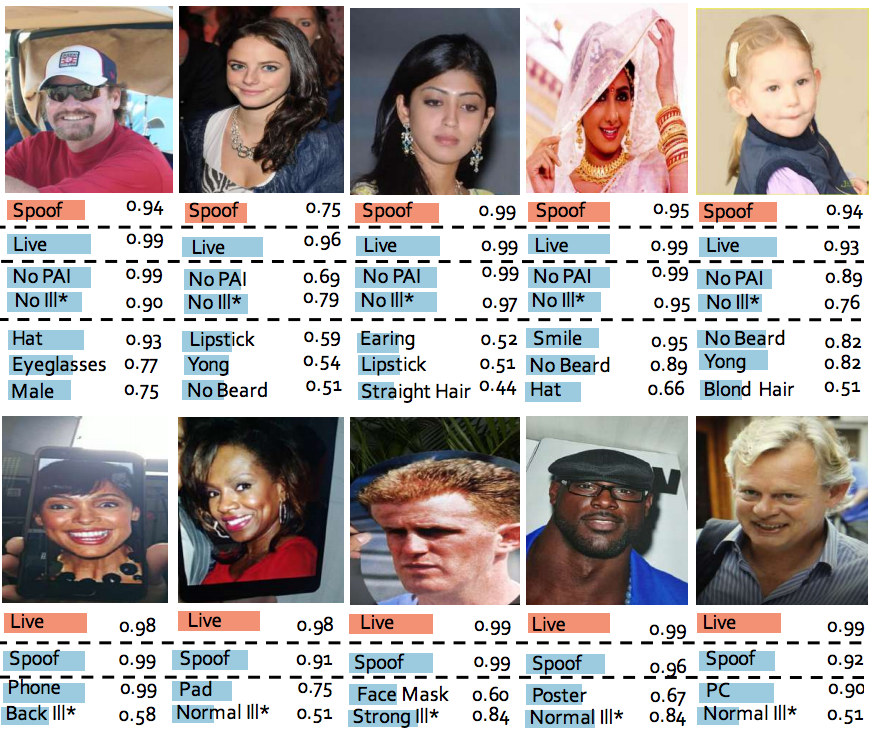 Spoof 0.94 Spoof 0.75 Spoof 0.99 Spoof 0.95 Spoof 0.94
Live 0.99 Live 0.96 Live 0.99 Live 0.99 Live 0.93
No PAI 0.99 No PAI 0.69 No PAI 0.99 No PAI 0.99 No PAI 0.89
No Ill* 0.90 No Ill* 0.79 No Ill* 0.97 No Ill* 0.95 No Ill* 0.76
Hat 0.93 Lipstick 0.59 Earing 0.52 Smile 0.95 No Beard 0.82
Eyeglasses 0.77 Yong 0.54 Lipstick 0.51 No Beard 0.89 Yong 0.82
Male 0.75 No Beard 0.51 Straight Hair 0.44 Hat 0.66 Blond Hair 0.51
Live 0.98 Live 0.98 Live 0.99 Live 0.99 Live 0.99
Spoof 0.99 Spoof 0.91 Spoof 0.99 Spoof 0.96 Spoof 0.92
Phone 0.99 Pad 0.75 Face Mask 0.60 Poster 0.67 PC 0.90
Back Ill* 0.58 Normal Ill* 0.51 Strong Ill* 0.84 Normal Ill* 0.84 Normal Ill* 0.51